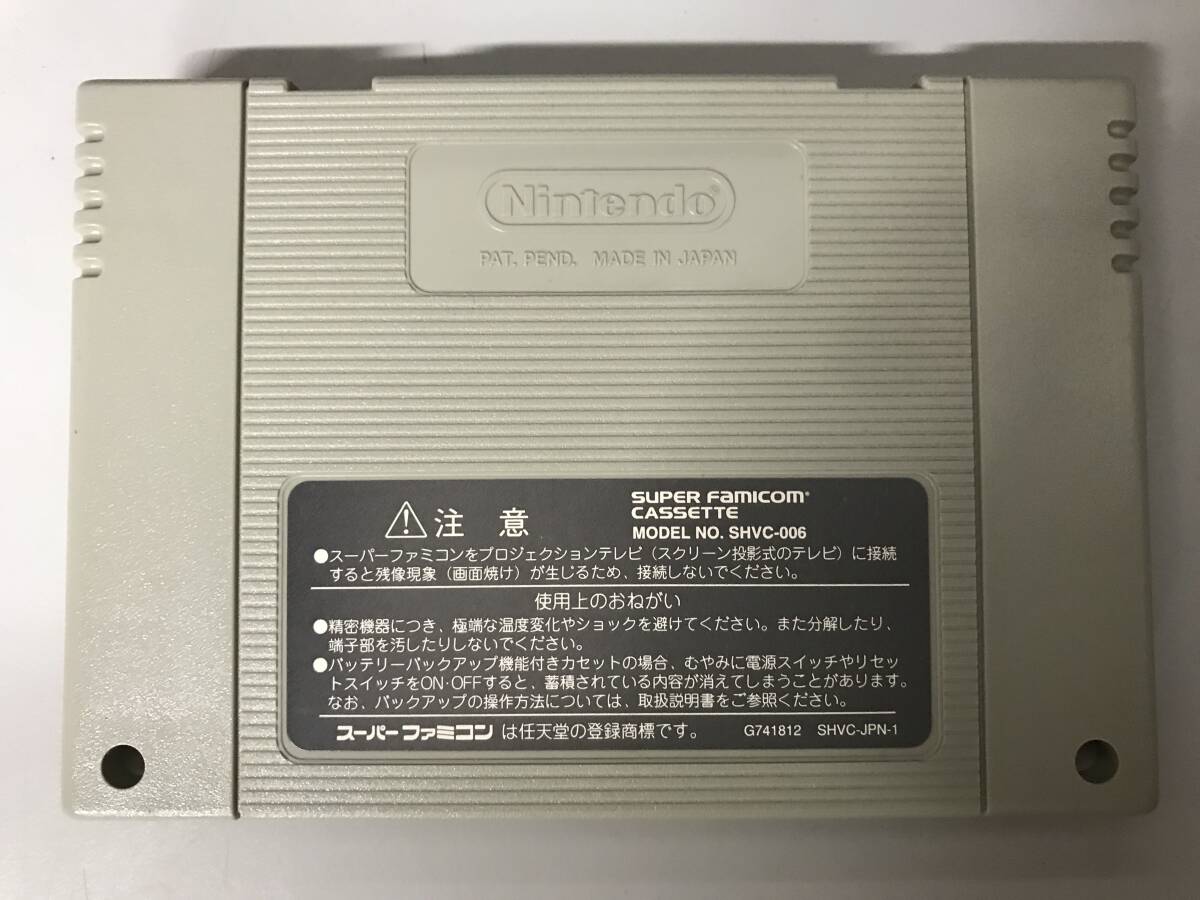 Nintendo®
PAT. PEND. MADE IN JAPAN
注意
SUPER FAMICOM®
CASSETTE
MODEL NO. SHVC-006
●スーパーファミコンをプロジェクションテレビ（スクリーン投影式のテレビ）に接続
すると残像現象（画面焼け）が生じるため、接続しないでください。
使用上のおねがい
●精密機器につき、極端な温度変化やショックを避けてください。また分解したり、
端子部を汚したりしないでください。
●バッテリーバックアップ機能付きカセットの場合、むやみに電源スイッチやリセッ
トスイッチをON·OFFすると、蓄積されている内容が消えてしまうことがあります。
なお、バックアップの操作方法については、取扱説明書をご参照ください。
スーパーファミコンは任天堂の登録商標です。 G741812 SHVC-JPN-1